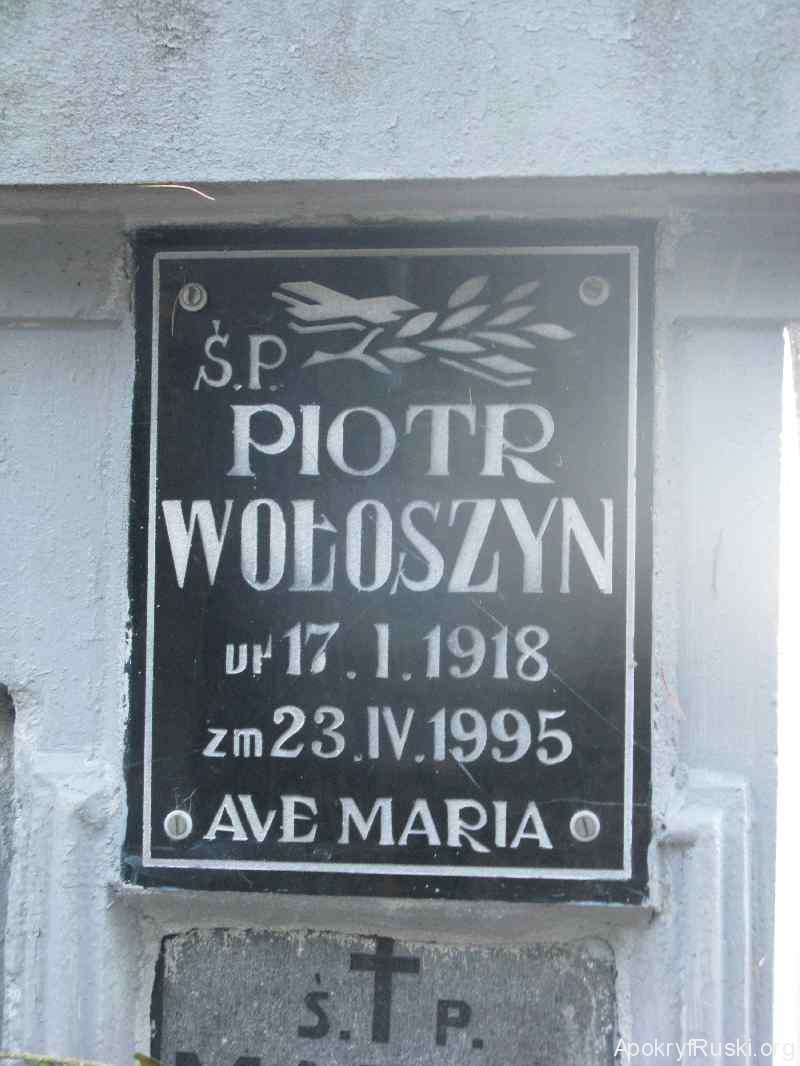 Ś.P.
PIOTR
WOŁOSZYN
ur 17.I.1918
zm 23.IV.1995
AVE MARIA
Ś. P.
ApokryfRuski.org